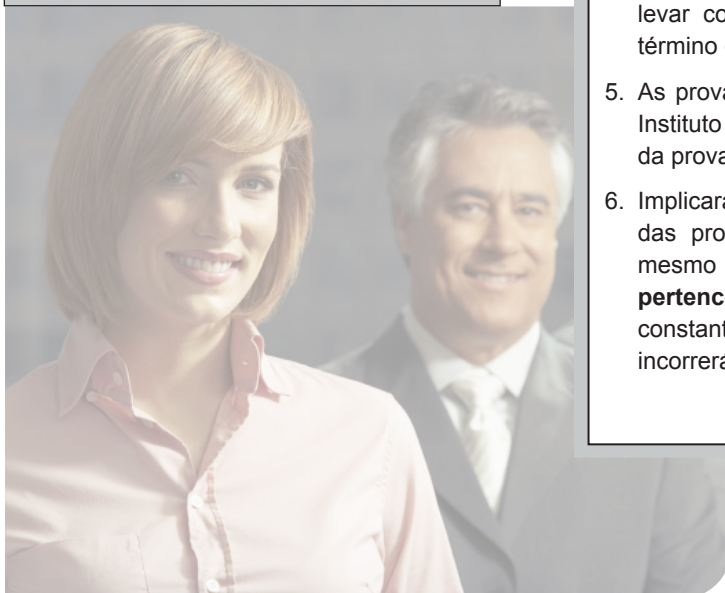 levar co
término
5. As prova
Instituto
da prova
6. Implicará
das pro
mesmo
pertenc
constant
incorrerá